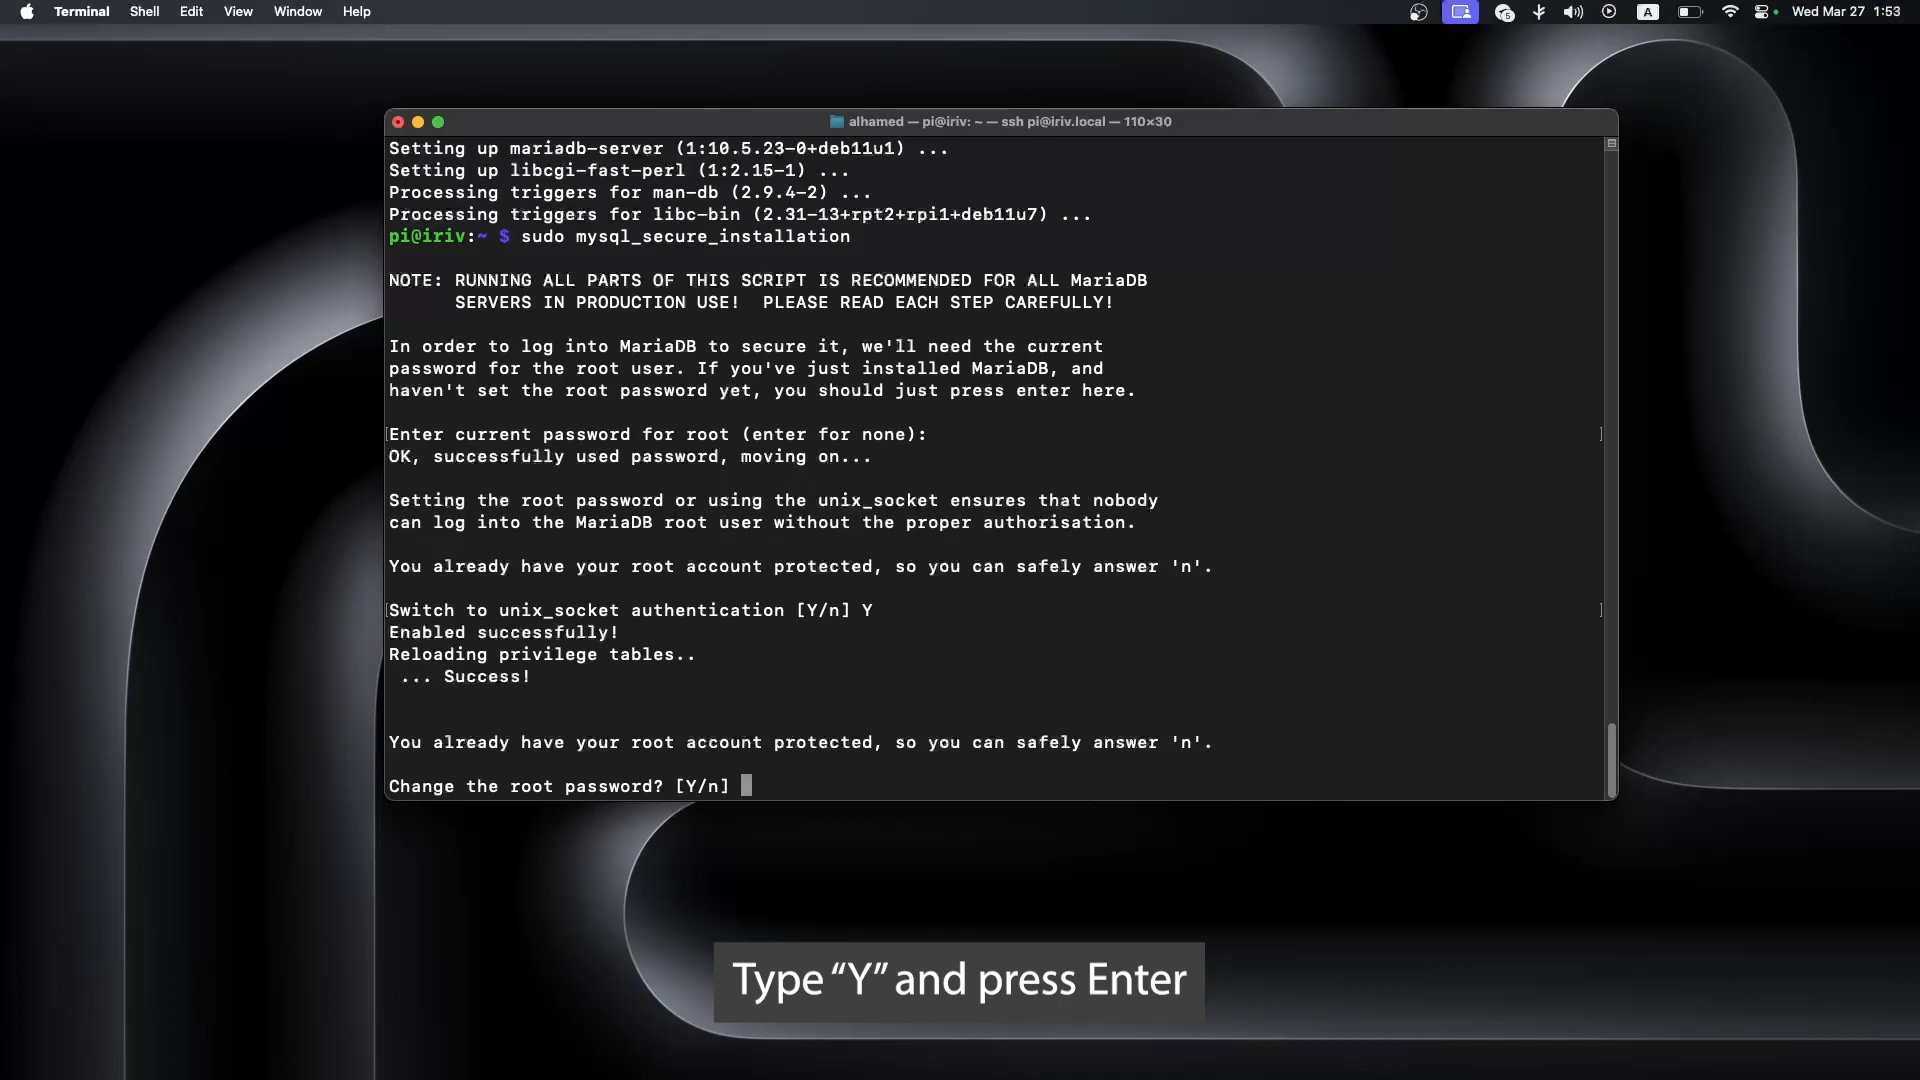 Terminal Shell Edit View Window Help
5 A Wed Mar 27 1:53
alhamed — pi@iriv: ~ — ssh pi@iriv.local — 110×30
Setting up mariadb-server (1:10.5.23-0+deb11u1) ...
Setting up libcgi-fast-perl (1:2.15-1) ...
Processing triggers for man-db (2.9.4-2) ...
Processing triggers for libc-bin (2.31-13+rpt2+rpi1+deb11u7) ...
pi@iriv:~ $ sudo mysql_secure_installation
NOTE: RUNNING ALL PARTS OF THIS SCRIPT IS RECOMMENDED FOR ALL MariaDB
SERVERS IN PRODUCTION USE!  PLEASE READ EACH STEP CAREFULLY!
In order to log into MariaDB to secure it, we'll need the current
password for the root user. If you've just installed MariaDB, and
haven't set the root password yet, you should just press enter here.
[Enter current password for root (enter for none): ]
OK, successfully used password, moving on...
Setting the root password or using the unix_socket ensures that nobody
can log into the MariaDB root user without the proper authorisation.
You already have your root account protected, so you can safely answer 'n'.
[Switch to unix_socket authentication [Y/n] Y ]
Enabled successfully!
Reloading privilege tables..
... Success!
You already have your root account protected, so you can safely answer 'n'.
Change the root password? [Y/n]
Type “Y” and press Enter